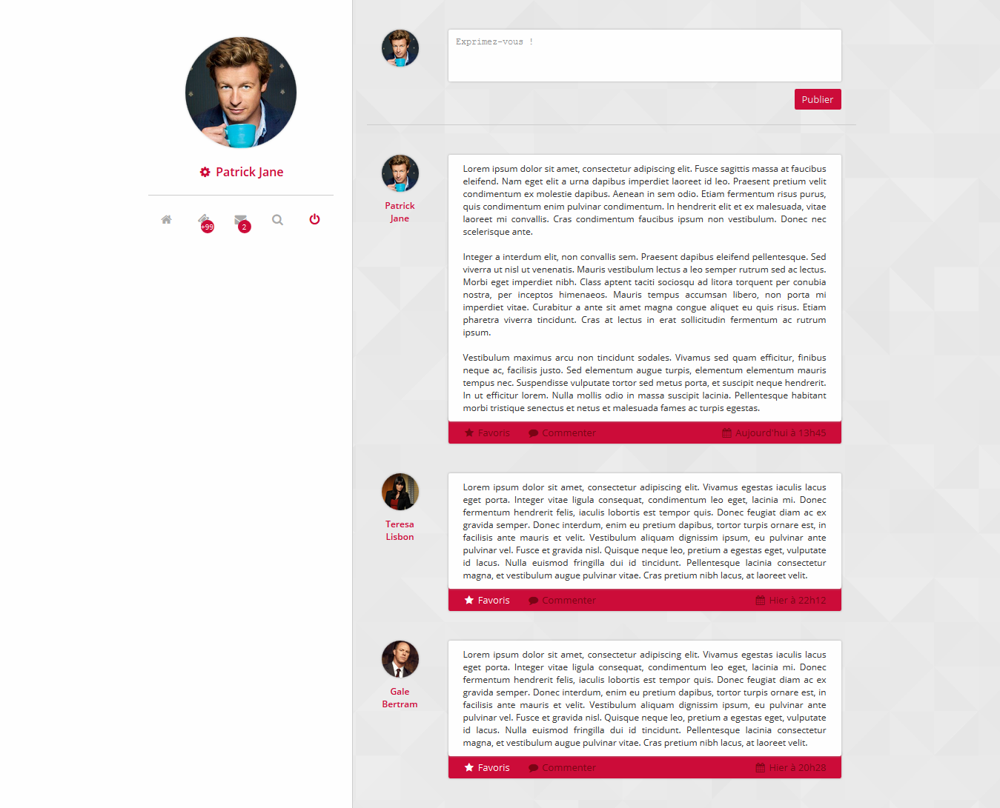 Patrick Jane
+99
2
Exprimez-vous !
Publier
Patrick
Jane
Lorem ipsum dolor sit amet, consectetur adipiscing elit. Fusce sagittis massa at faucibus
eleifend. Nam eget elit a urna dapibus imperdiet laoreet id leo. Praesent pretium velit
condimentum ex molestie dapibus. Aenean in sem odio. Etiam fermentum risus purus,
quis condimentum enim pulvinar condimentum. In hendrerit elit et ex malesuada, vitae
laoreet mi convallis. Cras condimentum faucibus ipsum non vestibulum. Donec nec
scelerisque ante.
Integer a interdum elit, non convallis sem. Praesent dapibus eleifend pellentesque. Sed
viverra ut nisl ut venenatis. Mauris vestibulum lectus a leo semper rutrum sed ac lectus.
Morbi eget imperdiet nibh. Class aptent taciti sociosqu ad litora torquent per conubia
nostra, per inceptos himenaeos. Mauris tempus accumsan libero, non porta mi
imperdiet vitae. Curabitur a ante sit amet magna congue aliquet eu quis risus. Etiam
pharetra viverra tincidunt. Cras at lectus in erat sollicitudin fermentum ac rutrum
ipsum.
Vestibulum maximus arcu non tincidunt sodales. Vivamus sed quam efficitur, finibus
neque ac, facilisis justo. Sed elementum augue turpis, elementum elementum mauris
tempus nec. Suspendisse vulputate tortor sed metus porta, et suscipit neque hendrerit.
In ut efficitur lorem. Nulla mollis odio in massa suscipit lacinia. Pellentesque habitant
morbi tristique senectus et netus et malesuada fames ac turpis egestas.
Favoris Commenter Aujourd'hui à 13h45
Teresa
Lisbon
Lorem ipsum dolor sit amet, consectetur adipiscing elit. Vivamus egestas iaculis lacus
eget porta. Integer vitae ligula consequat, condimentum leo eget, lacinia mi. Donec
fermentum hendrerit felis, iaculis lobortis est tempor quis. Donec feugiat diam ac ex
gravida semper. Donec interdum, enim eu pretium dapibus, tortor turpis ornare est, in
facilisis ante mauris et velit. Vestibulum aliquam dignissim ipsum, eu pulvinar ante
pulvinar vel. Fusce et gravida nisl. Quisque neque leo, pretium a egestas eget, vulputate
id lacus. Nulla euismod fringilla dui id tincidunt. Pellentesque lacinia consectetur
magna, et vestibulum augue pulvinar vitae. Cras pretium nibh lacus, at laoreet velit.
Favoris Commenter Hier à 22h12
Gale
Bertram
Lorem ipsum dolor sit amet, consectetur adipiscing elit. Vivamus egestas iaculis lacus
eget porta. Integer vitae ligula consequat, condimentum leo eget, lacinia mi. Donec
fermentum hendrerit felis, iaculis lobortis est tempor quis. Donec feugiat diam ac ex
gravida semper. Donec interdum, enim eu pretium dapibus, tortor turpis ornare est, in
facilisis ante mauris et velit. Vestibulum aliquam dignissim ipsum, eu pulvinar ante
pulvinar vel. Fusce et gravida nisl. Quisque neque leo, pretium a egestas eget, vulputate
id lacus. Nulla euismod fringilla dui id tincidunt. Pellentesque lacinia consectetur
magna, et vestibulum augue pulvinar vitae. Cras pretium nibh lacus, at laoreet velit.
Favoris Commenter Hier à 20h28